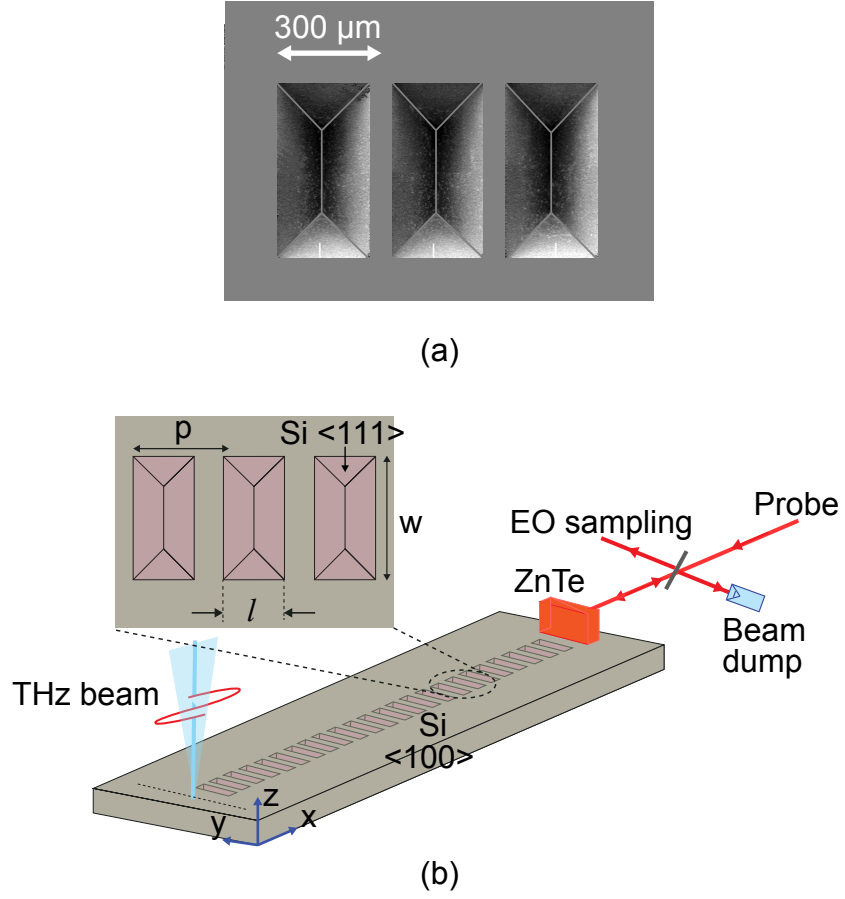 300 μm
(a)
p
Si <111>
w
l
EO sampling
Probe
ZnTe
Beam
dump
THz beam
Si
<100>
z
y
x
(b)